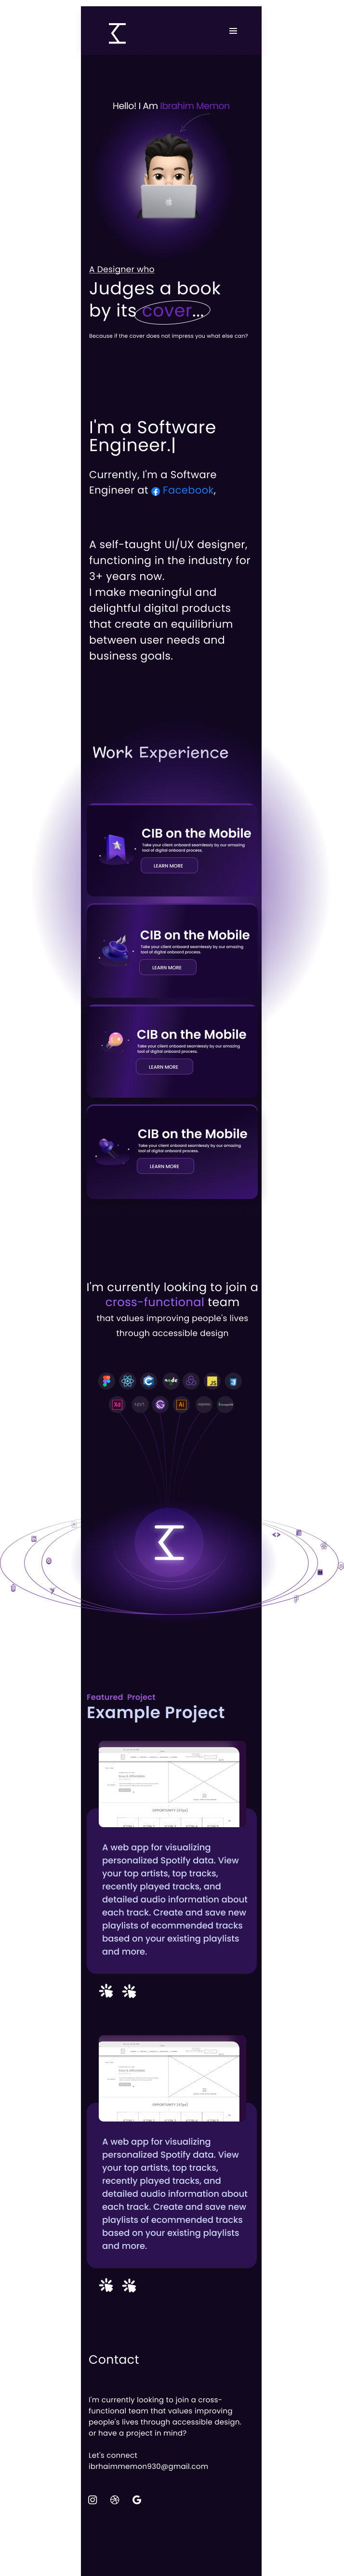 Hello! I Am Ibrahim Memon
A Designer who
Judges a book
by its cover...
Because if the cover does not impress you what else can?
I'm a Software
Engineer.|
Currently, I'm a Software
Engineer at Facebook,
A self-taught UI/UX designer,
functioning in the industry for
3+ years now.
I make meaningful and
delightful digital products
that create an equilibrium
between user needs and
business goals.
Work Experience
CIB on the Mobile
Take your client onboard seamlessly by our amazing
tool of digital onboard process.
LEARN MORE
CIB on the Mobile
Take your client onboard seamlessly by our amazing
tool of digital onboard process.
LEARN MORE
CIB on the Mobile
Take your client onboard seamlessly by our amazing
tool of digital onboard process.
LEARN MORE
CIB on the Mobile
Take your client onboard seamlessly by our amazing
tool of digital onboard process.
LEARN MORE
I'm currently looking to join a
cross-functional team
that values improving people's lives
through accessible design
node
JS
Xd
NEXT
Ai
Featured Project
Example Project
OPPORTUNITY (41px)
A web app for visualizing
personalized Spotify data. View
your top artists, top tracks,
recently played tracks, and
detailed audio information about
each track. Create and save new
playlists of ecommended tracks
based on your existing playlists
and more.
OPPORTUNITY (41px)
A web app for visualizing
personalized Spotify data. View
your top artists, top tracks,
recently played tracks, and
detailed audio information about
each track. Create and save new
playlists of ecommended tracks
based on your existing playlists
and more.
Contact
I'm currently looking to join a cross-
functional team that values improving
people's lives through accessible design.
or have a project in mind?
Let's connect
ibrhaimmemon930@gmail.com